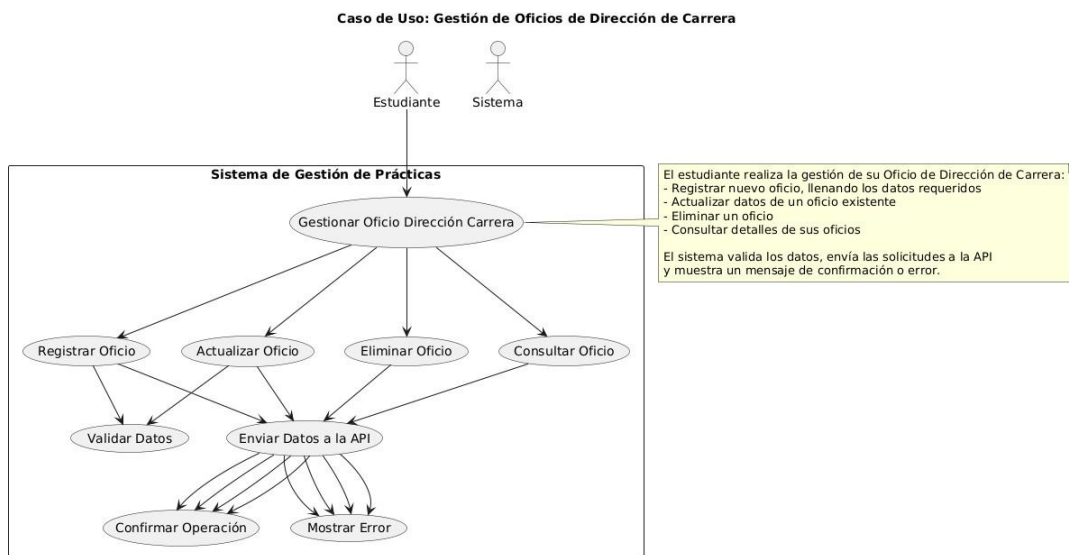 Caso de Uso: Gestión de Oficios de Dirección de Carrera
Estudiante
Sistema
Sistema de Gestión de Prácticas
El estudiante realiza la gestión de su Oficio de Dirección de Carrera:
- Registrar nuevo oficio, llenando los datos requeridos
- Actualizar datos de un oficio existente
- Eliminar un oficio
- Consultar detalles de sus oficios
El sistema valida los datos, envía las solicitudes a la API
y muestra un mensaje de confirmación o error.
Gestionar Oficio Dirección Carrera
Registrar Oficio
Actualizar Oficio
Eliminar Oficio
Consultar Oficio
Validar Datos
Enviar Datos a la API
Confirmar Operación
Mostrar Error